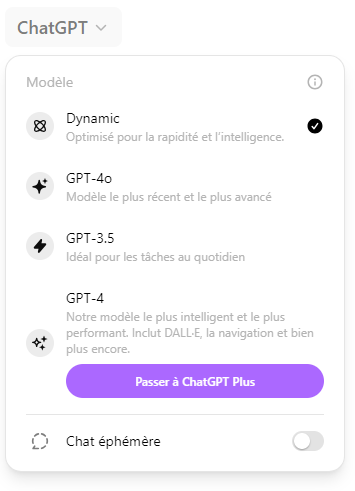 ChatGPT
Modèle
Dynamic
Optimisé pour la rapidité et l'intelligence.
GPT-4o
Modèle le plus récent et le plus avancé
GPT-3.5
Idéal pour les tâches au quotidien
GPT-4
Notre modèle le plus intelligent et le plus
performant. Inclut DALL·E, la navigation et bien
plus encore.
Passer à ChatGPT Plus
Chat éphémère